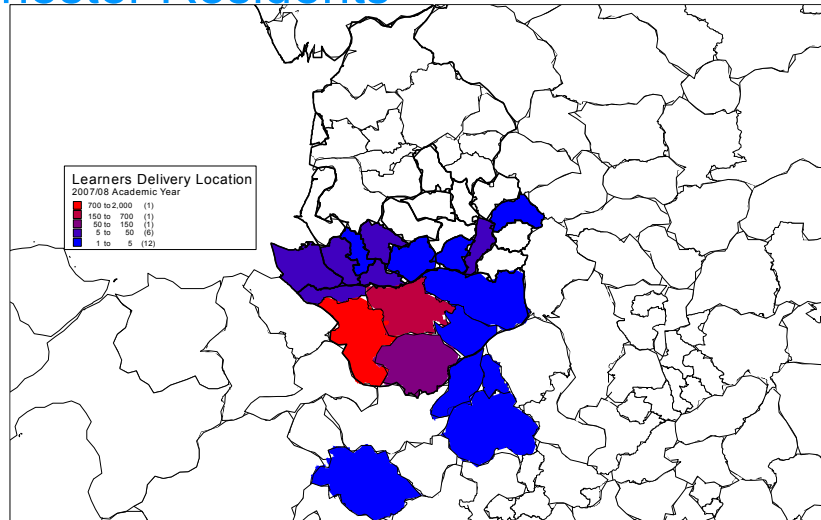 Residents
Learners Delivery Location
2007/08 Academic Year
700 to 2,000 (1)
150 to 700 (1)
50 to 150 (1)
5 to 50 (6)
1 to 5 (12)